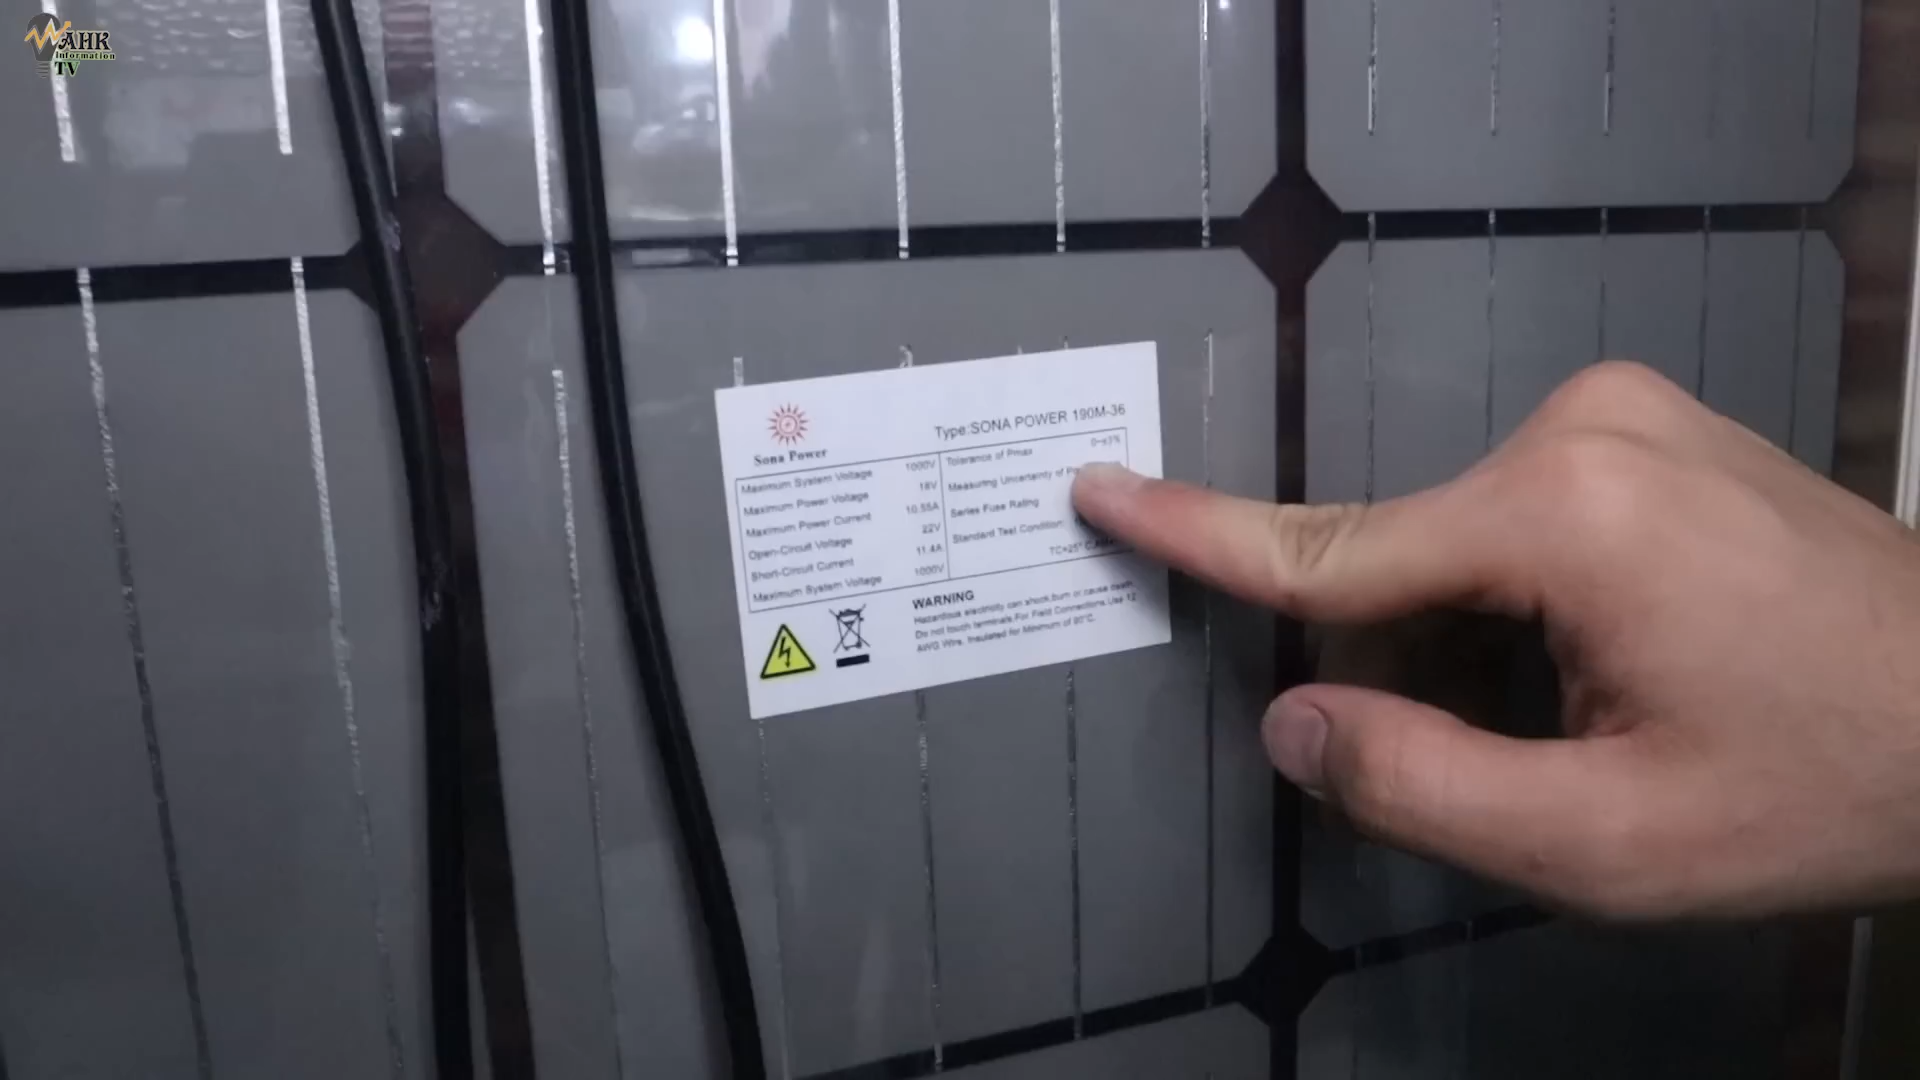 AHK
information
TV
Sona Power
Type:SONA POWER 190M-36
Maximum System Voltage 1000V
Maximum Power Voltage 18V
Maximum Power Current 10.55A
Open-Circuit Voltage 22V
Short-Circuit Current 11.4A
Maximum System Voltage 1000V
Tolerance of Pmax 0~±3%
Measuring Uncertainty of
Series Fuse Rating
Standard Test Condition:
TC=25°
WARNING
Hazardous electricity can shock,burn or cause death.
Do not touch terminals.For Field Connections,Use 12
AWG Wire, Insulated for Minimum of 90°C.